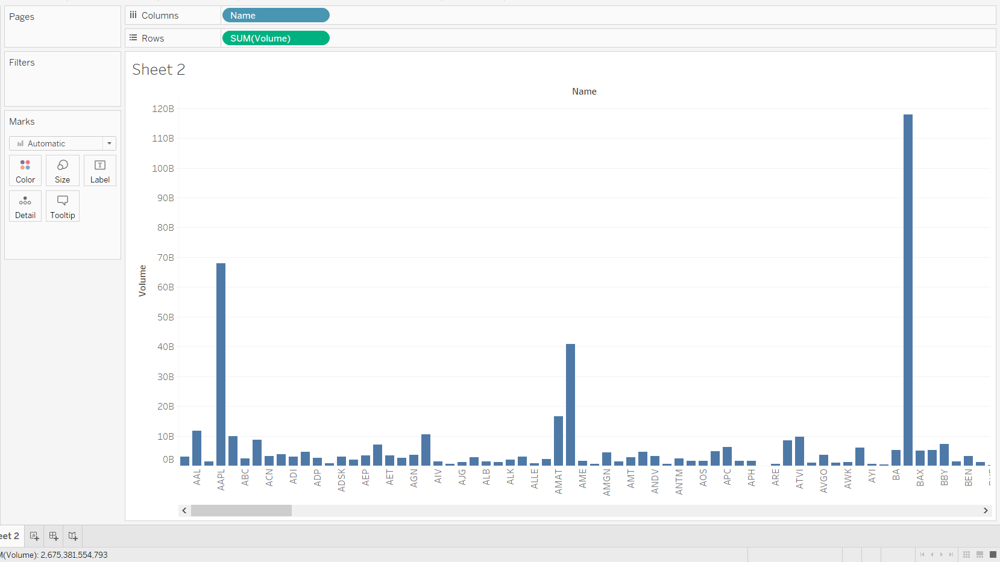 Pages
Columns
Name
Rows
SUM(Volume)
Filters
Sheet 2
Name
Marks
Automatic
Color
Size
T
Label
Detail
Tooltip
Volume
120B
110B
100B
90B
80B
70B
60B
50B
40B
30B
20B
10B
0B
AAL
AAPL
ABC
ACN
ADI
ADP
ADSK
AEP
AET
AGN
AIV
AJG
ALB
ALK
ALLE
AMAT
AME
AMGN
AMT
ANDV
ANTM
AOS
APC
APH
ARE
ATVI
AVGO
AWK
AYI
BA
BAX
BBY
BEN
eet 2
M(Volume): 2,675,381,554,793